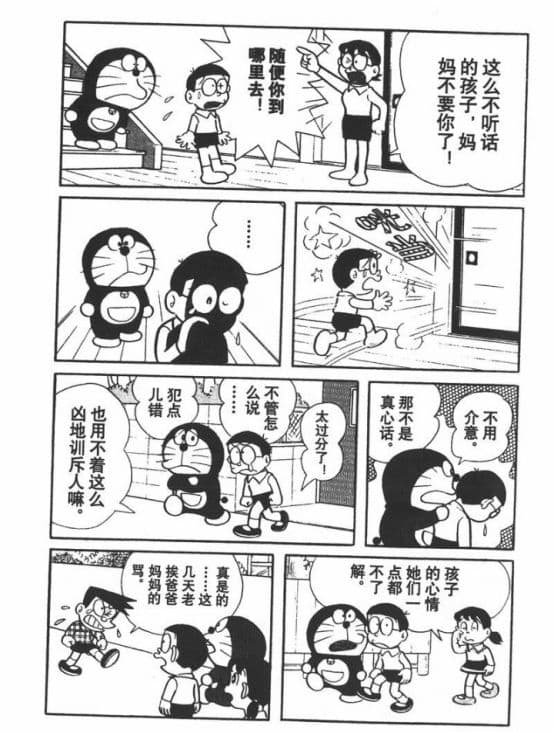 这么不听话
的孩子，妈
妈不要你了！
随便你到
哪里去！
咣当
……
不用
介意。
那不是
真心话。
太过分了！
不管怎
么说
……
犯点
儿错
也用不着这么
凶地训斥人嘛。
孩子
的心情
她们一
点都
不了
解。
真是的
……这
几天老
挨爸爸
妈妈的
骂。